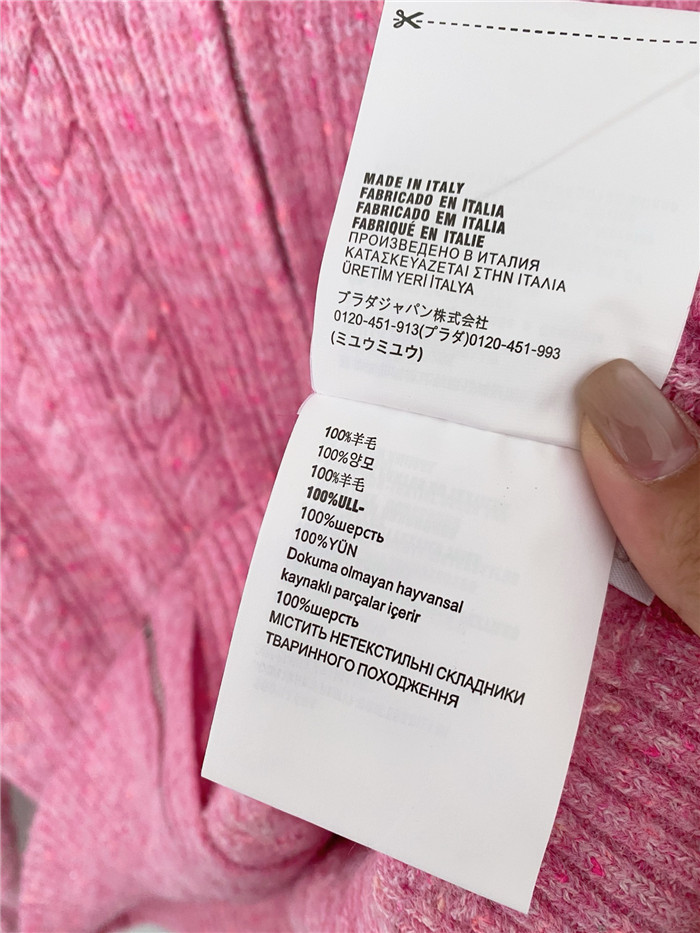 MADE IN ITALY
FABRICADO EN ITALIA
FABRICADO EM ITALIA
FABRIQUÉ EN ITALIE
ПРОИЗВЕДЕНО В ИТАЛИЯ
ΚΑΤΑΣΚΕΥΑΖΕΤΑΙ ΣΤΗΝ ΙΤΑΛΙΑ
ÜRETİM YERİ İTALYA
プラダジャパン株式会社
0120-451-913(プラダ)0120-451-993
(ミュウミュウ)
100%羊毛
100%양모
100%羊毛
100%ULL-
100%шерсть
100%YÜN
Dokuma olmayan hayvansal
kaynaklı parçalar içerir
100%шерсть
МІСТИТЬ НЕТЕКСТИЛЬНІ СКЛАДНИКИ
ТВАРИННОГО ПОХОДЖЕННЯ